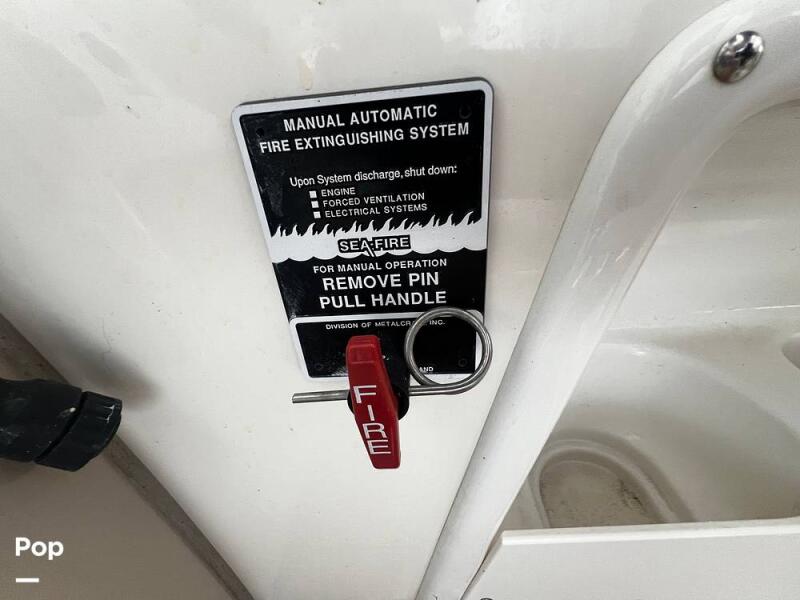 MANUAL AUTOMATIC
FIRE EXTINGUISHING SYSTEM
Upon System discharge, shut down:
ENGINE
FORCED VENTILATION
ELECTRICAL SYSTEMS
SEA-FIRE
FOR MANUAL OPERATION
REMOVE PIN
PULL HANDLE
DIVISION OF INC.
FIRE
Pop